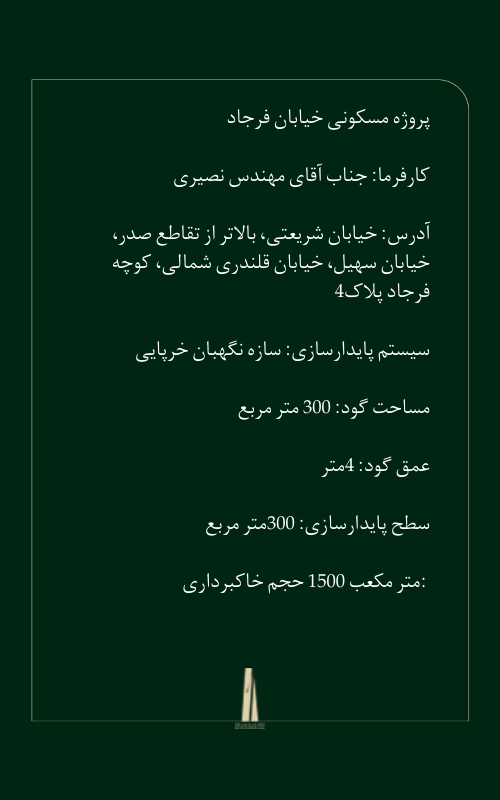 پروژه مسکونی خیابان فرجاد
کارفرما: جناب آقای مهندس نصیری
آدرس: خیابان شریعتی، بالاتر از تقاطع صدر،
خیابان سهیل، خیابان قلندری شمالی، کوچه
فرجاد پلاک4
سیستم پایدارسازی: سازه نگهبان خرپایی
مساحت گود: 300 متر مربع
عمق گود: 4متر
سطح پایدارسازی: 300متر مربع
:متر مکعب 1500 حجم خاکبرداری